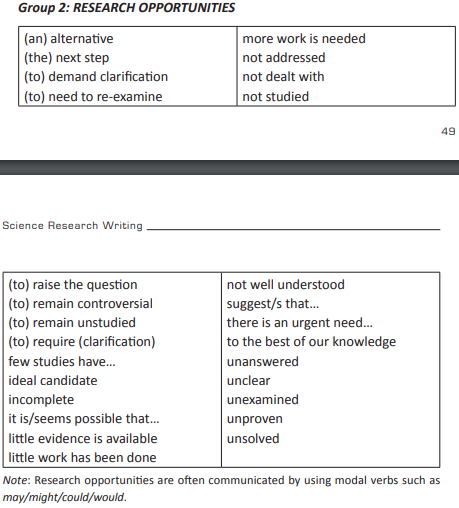 Group 2: RESEARCH OPPORTUNITIES
(an) alternative
(the) next step
(to) demand clarification
(to) need to re-examine
more work is needed
not addressed
not dealt with
not studied
49
Science Research Writing
(to) raise the question
(to) remain controversial
(to) remain unstudied
(to) require (clarification)
few studies have...
ideal candidate
incomplete
it is/seems possible that...
little evidence is available
little work has been done
not well understood
suggest/s that...
there is an urgent need...
to the best of our knowledge
unanswered
unclear
unexamined
unproven
unsolved
Note: Research opportunities are often communicated by using modal verbs such as
may/might/could/would.